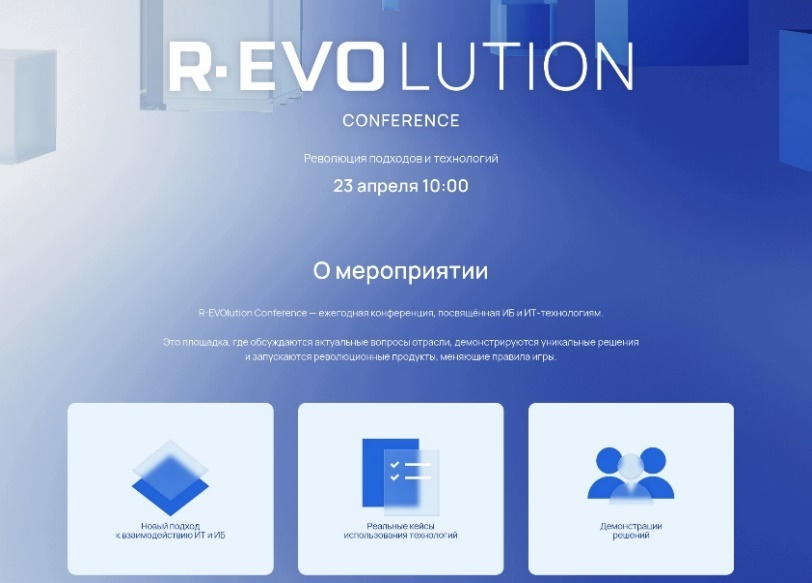 R·EVOLUTION
CONFERENCE
Революция подходов и технологий
23 апреля 10:00
О мероприятии
R-EVOlution Conference — ежегодная конференция, посвящённая ИБ и ИТ-технологиям.
Это площадка, где обсуждаются актуальные вопросы отрасли, демонстрируются уникальные решения
и запускаются революционные продукты, меняющие правила игры.
Новый подход
к взаимодействию ИТ и ИБ
Реальные кейсы
использования технологий
Демонстрации
решений